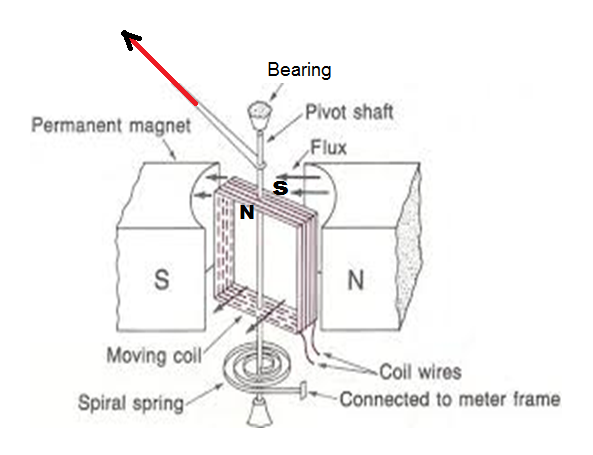 Bearing
Pivot shaft
Permanent magnet
Flux
S
N
S
N
Moving coil
Coil wires
Spiral spring
Connected to meter frame